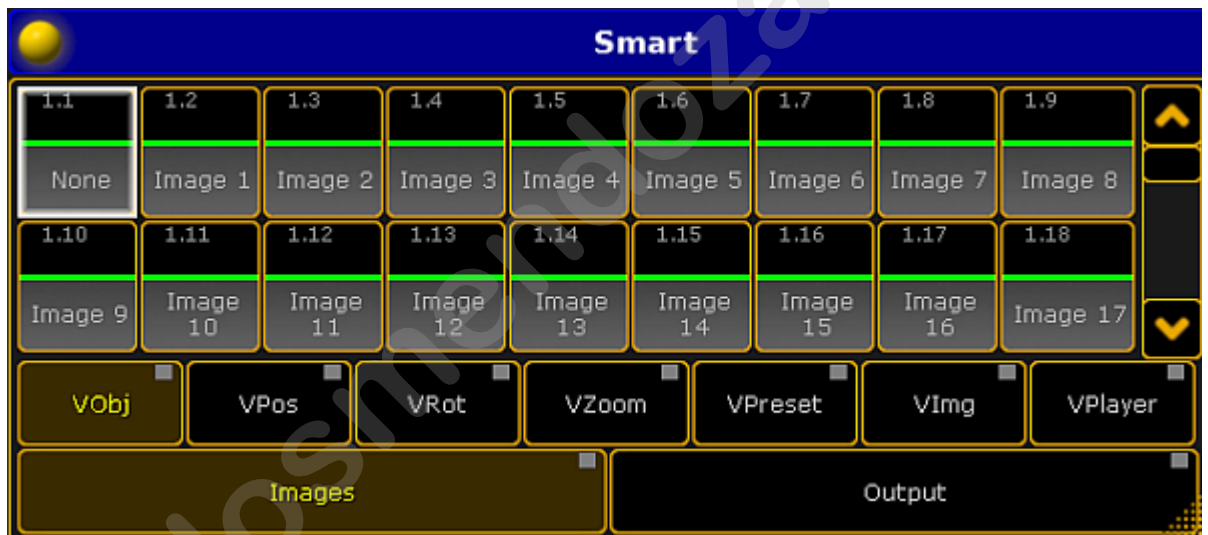 Smart
1.1 1.2 1.3 1.4 1.5 1.6 1.7 1.8 1.9
None Image 1 Image 2 Image 3 Image 4 Image 5 Image 6 Image 7 Image 8
1.10 1.11 1.12 1.13 1.14 1.15 1.16 1.17 1.18
Image 9 Image 10 Image 11 Image 12 Image 13 Image 14 Image 15 Image 16 Image 17
VObj VPos VRot VZoom VPreset VImg VPlayer
Images Output
losmendoza